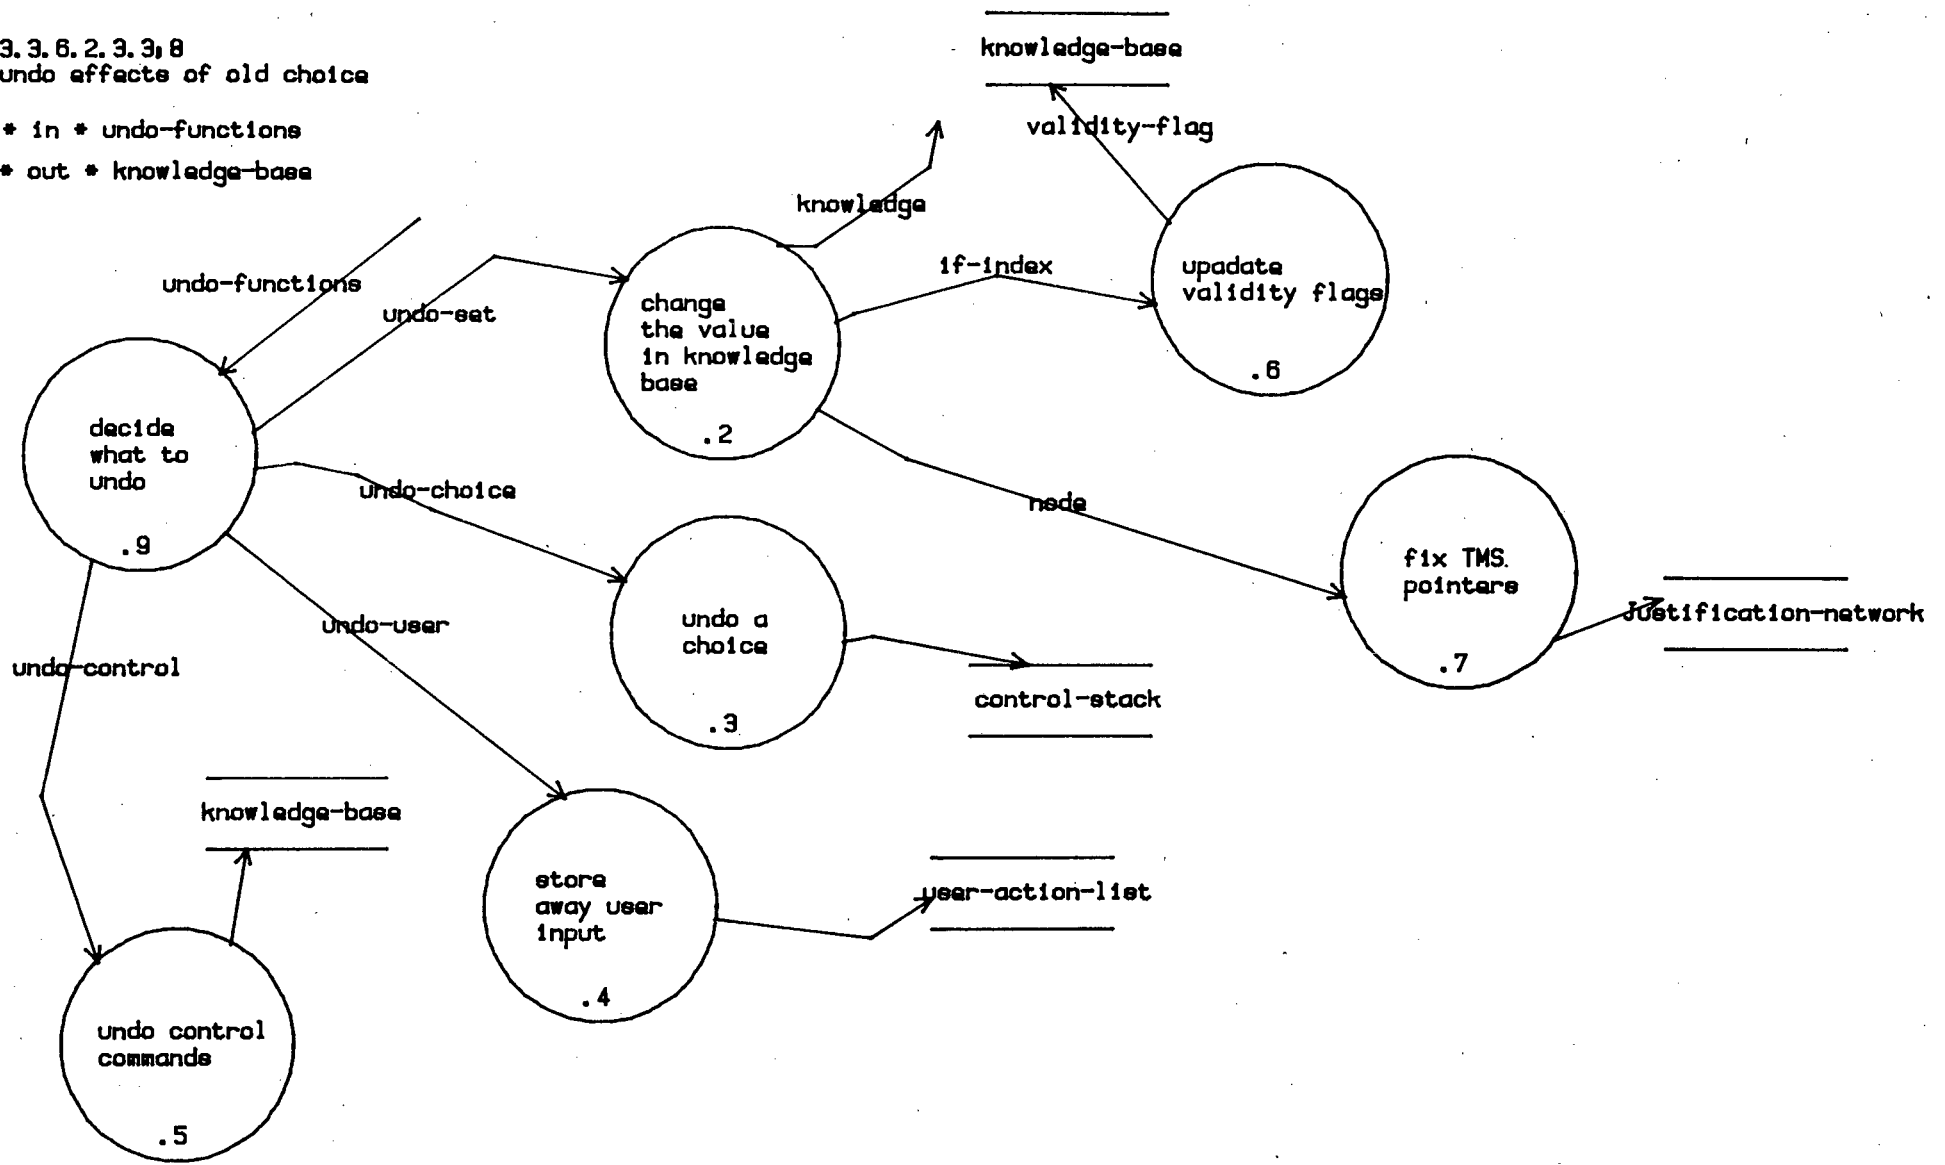 3.3.6.2.3.3;8
undo effects of old choice
* in * undo-functions
* out * knowledge-base
knowledge-base
validity-flag
knowledge
undo-functions
undo-set
if-index
change
the value
in knowledge
base
.2
upadate
validity flags
.6
decide
what to
undo
.9
undo-choice
node
undo-user
undo-control
undo a
choice
.3
fix TMS.
pointers
.7
Justification-network
control-stack
knowledge-base
store
away user
input
.4
user-action-list
undo control
commands
.5